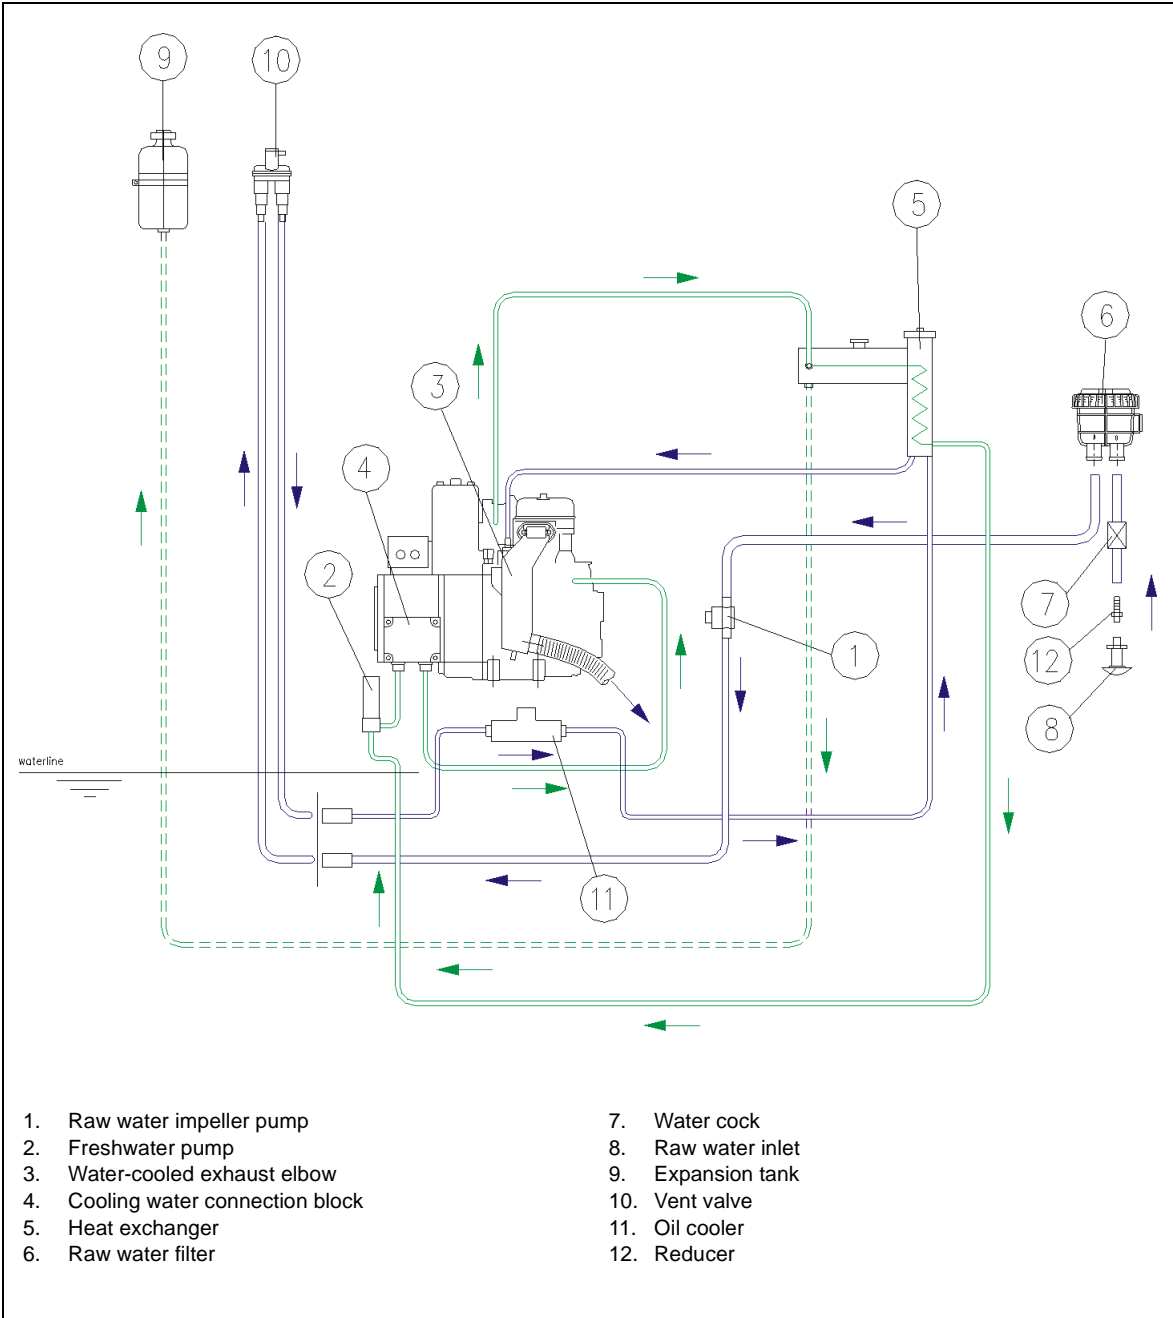 9
10
5
6
3
4
2
7
1
12
8
waterline
11
1. Raw water impeller pump
2. Freshwater pump
3. Water-cooled exhaust elbow
4. Cooling water connection block
5. Heat exchanger
6. Raw water filter
7. Water cock
8. Raw water inlet
9. Expansion tank
10. Vent valve
11. Oil cooler
12. Reducer